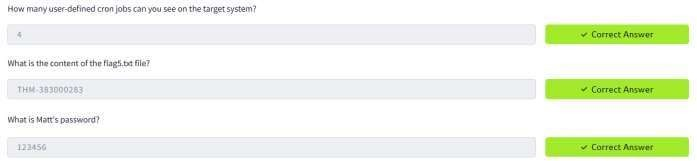 How many user-defined cron jobs can you see on the target system?
4
✓ Correct Answer
What is the content of the flag5.txt file?
THM-383000283
✓ Correct Answer
What is Matt's password?
123456
✓ Correct Answer